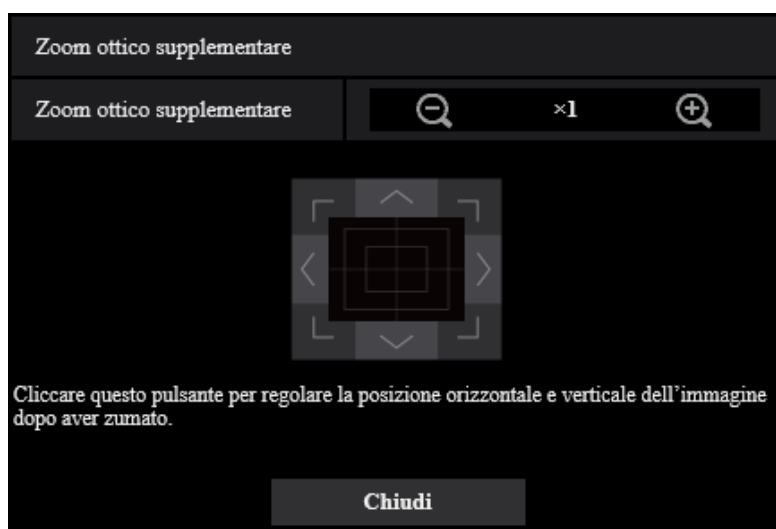 Zoom ottico supplementare
Zoom ottico supplementare ×1
Cliccare questo pulsante per regolare la posizione orizzontale e verticale dell’immagine
dopo aver zumato.
Chiudi